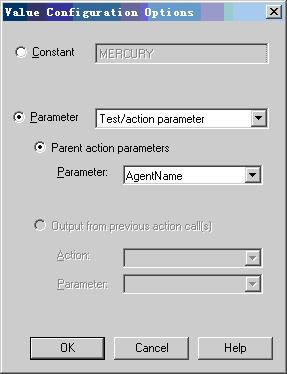 Value Configuration Options
Constant
MERCURY
Parameter
Test/action parameter
Parent action parameters
Parameter:
AgentName
Output from previous action call(s)
Action:
Parameter:
OK
Cancel
Help